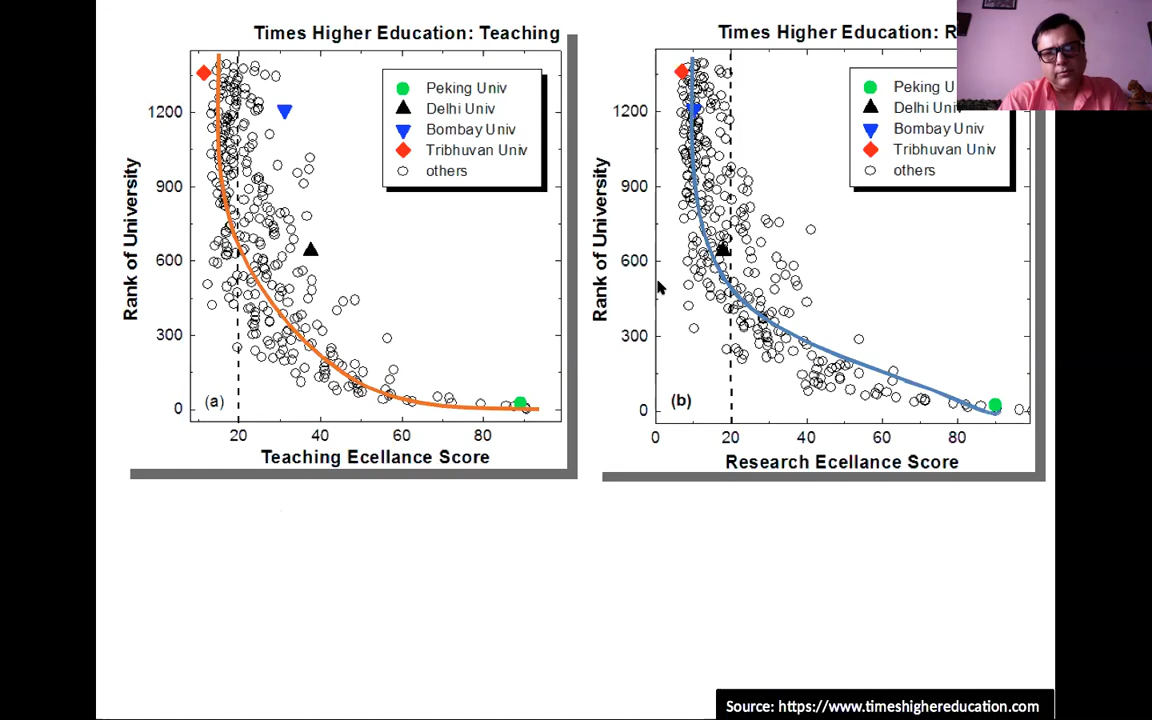 Times Higher Education: Teaching
Peking Univ
Delhi Univ
Bombay Univ
Tribhuvan Univ
others
1200
900
600
300
0
Rank of University
(a)
20 40 60 80
Teaching Ecellance Score
Times Higher Education: R
Peking U
Delhi Univ
Bombay Univ
Tribhuvan Univ
others
1200
900
600
300
0
Rank of University
(b)
0 20 40 60 80
Research Ecellance Score
Source: https://www.timeshighereducation.com